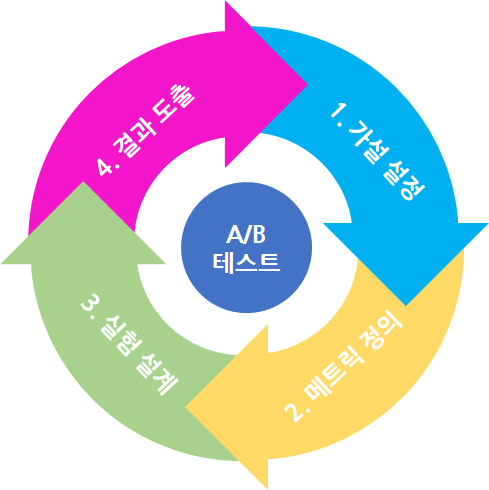 A/B
테스트
1. 가설 설정
2. 메트릭 정의
3. 실험 설계
4. 결과 도출